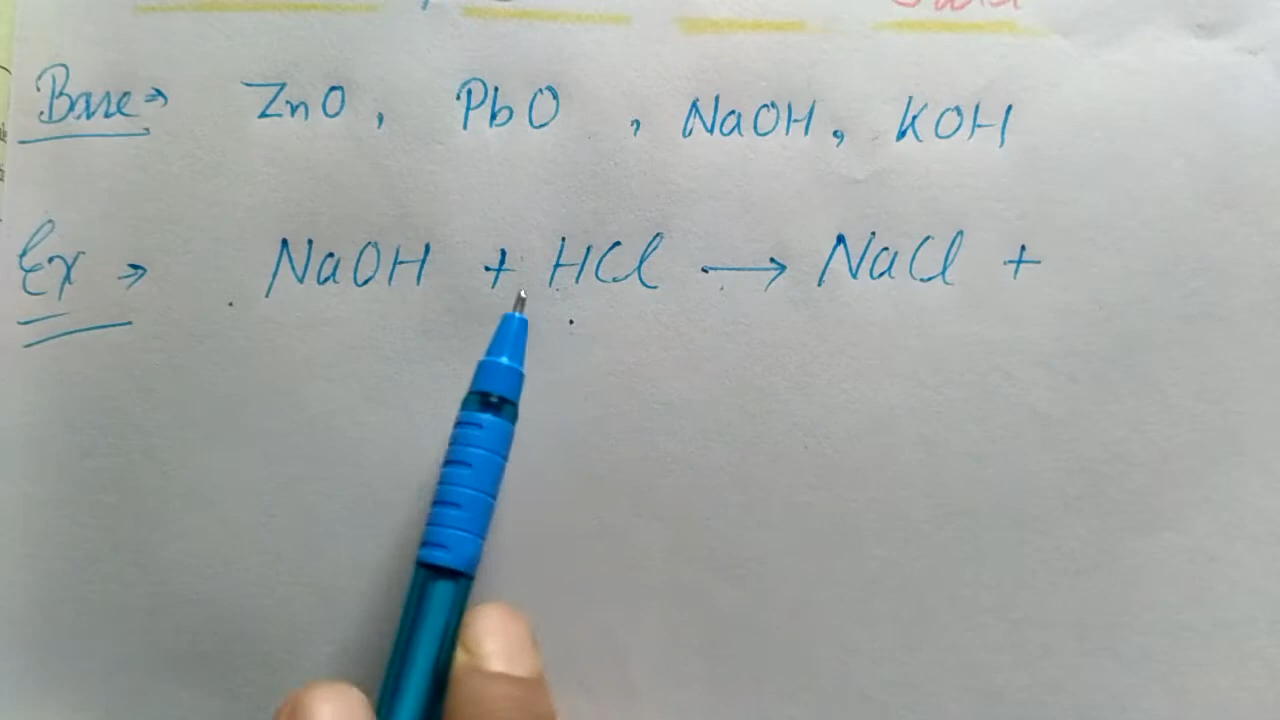 Base ⇒ ZnO, PbO, NaOH, KOH
Ex ⇒ NaOH + HCl ⟶ NaCl +